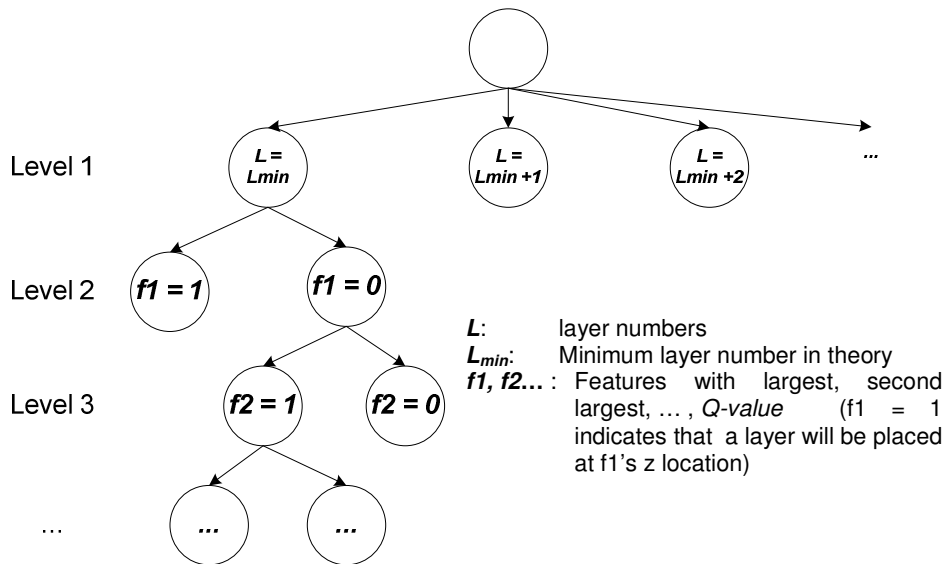 Level 1
L =
Lmin
L =
Lmin +1
L =
Lmin +2
...
Level 2
f1 = 1
f1 = 0
L: layer numbers
Lmin: Minimum layer number in theory
f1, f2... : Features with largest, second
largest, ... , Q-value (f1 = 1
indicates that a layer will be placed
at f1's z location)
Level 3
f2 = 1
f2 = 0
...
...
...